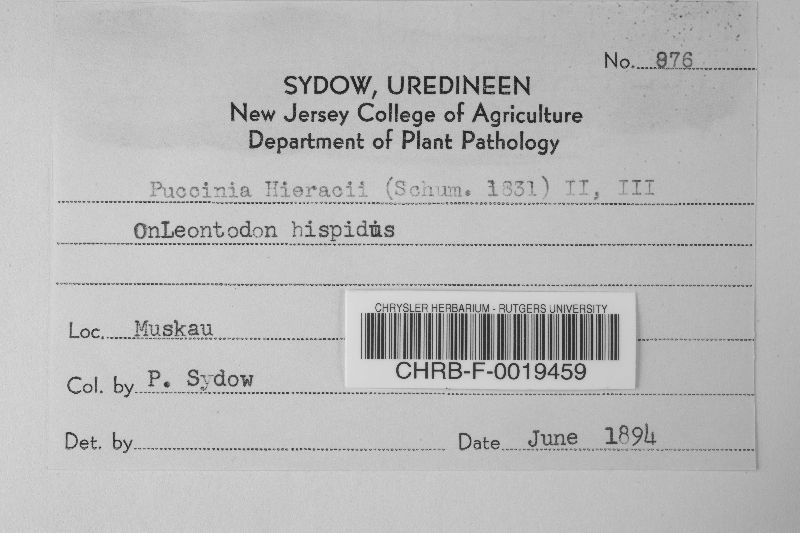 No. 876
SYDOW, UREDINEEN
New Jersey College of Agriculture
Department of Plant Pathology
Puccinia Hieracii (Schum. 1831) II, III
OnLeontodon hispidus
CHRYSLER HERBARIUM - RUTGERS UNIVERSITY
Loc. Muskau
CHRB-F-0019459
Col. by P. Sydow
Det. by
Date June 1894